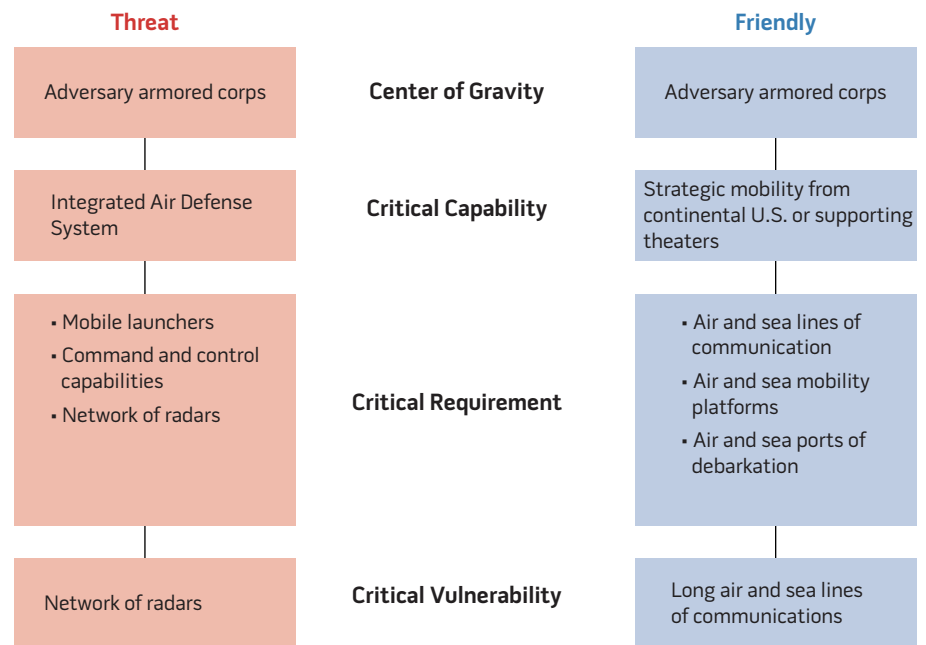 Threat
Friendly
Adversary armored corps
Center of Gravity
Adversary armored corps
Integrated Air Defense
System
Critical Capability
Strategic mobility from
continental U.S. or supporting
theaters
▪ Mobile launchers
▪ Command and control
capabilities
▪ Network of radars
Critical Requirement
▪ Air and sea lines of
communication
▪ Air and sea mobility
platforms
▪ Air and sea ports of
debarkation
Network of radars
Critical Vulnerability
Long air and sea lines
of communications